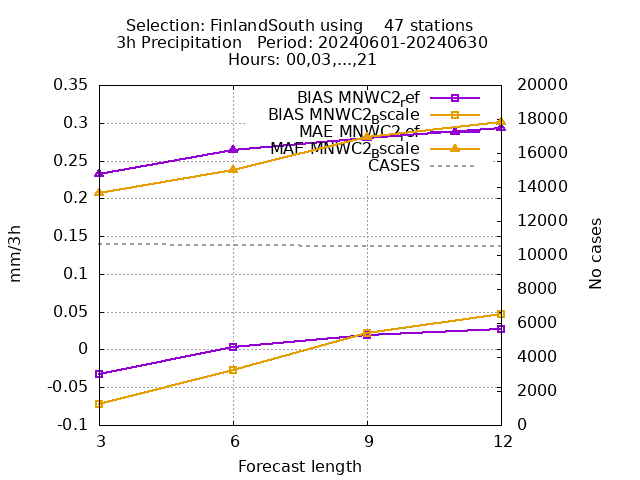 Selection: FinlandSouth using    47 stations
3h Precipitation   Period: 20240601-20240630
Hours: 00,03,...,21
0.35
0.3
0.25
0.2
0.15
0.1
0.05
0
-0.05
-0.1
20000
18000
16000
14000
12000
10000
8000
6000
4000
2000
0
BIAS MNWC2_ref
BIAS MNWC2_Bscale
MAE MNWC2_ref
MAE MNWC2_Bscale
CASES
mm/3h
No cases
3 6 9 12
Forecast length